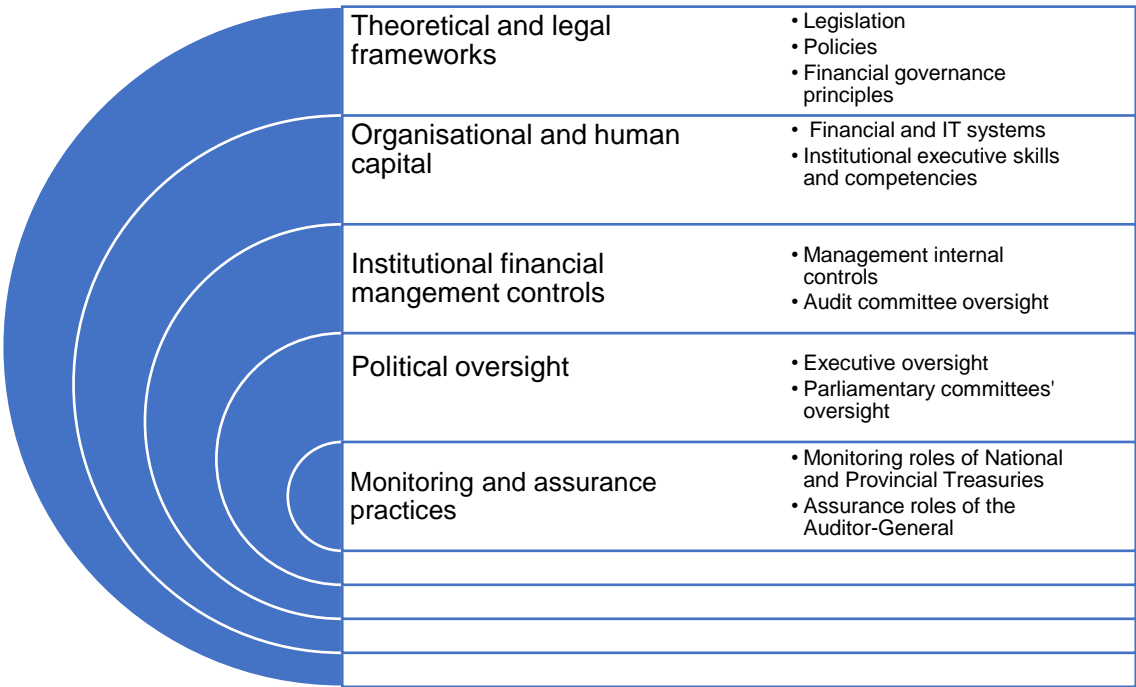 Theoretical and legal
frameworks
• Legislation
• Policies
• Financial governance
principles
Organisational and human
capital
• Financial and IT systems
• Institutional executive skills
and competencies
Institutional financial
mangement controls
• Management internal
controls
• Audit committee oversight
Political oversight
• Executive oversight
• Parliamentary committees'
oversight
Monitoring and assurance
practices
• Monitoring roles of National
and Provincial Treasuries
• Assurance roles of the
Auditor-General